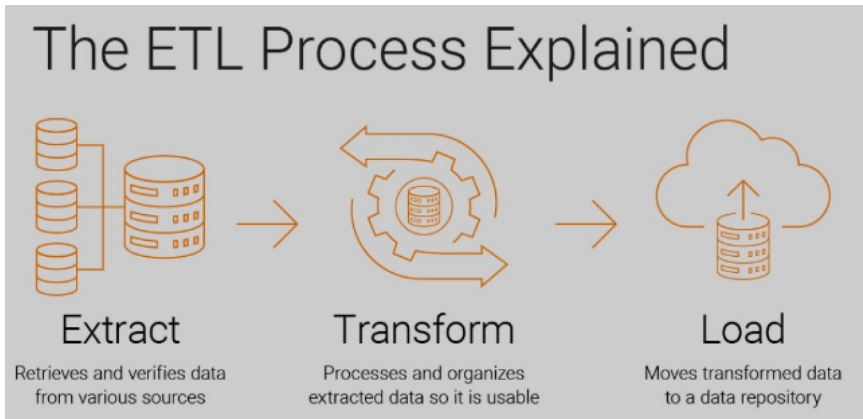 The ETL Process Explained
Extract
Retrieves and verifies data
from various sources
Transform
Processes and organizes
extracted data so it is usable
Load
Moves transformed data
to a data repository